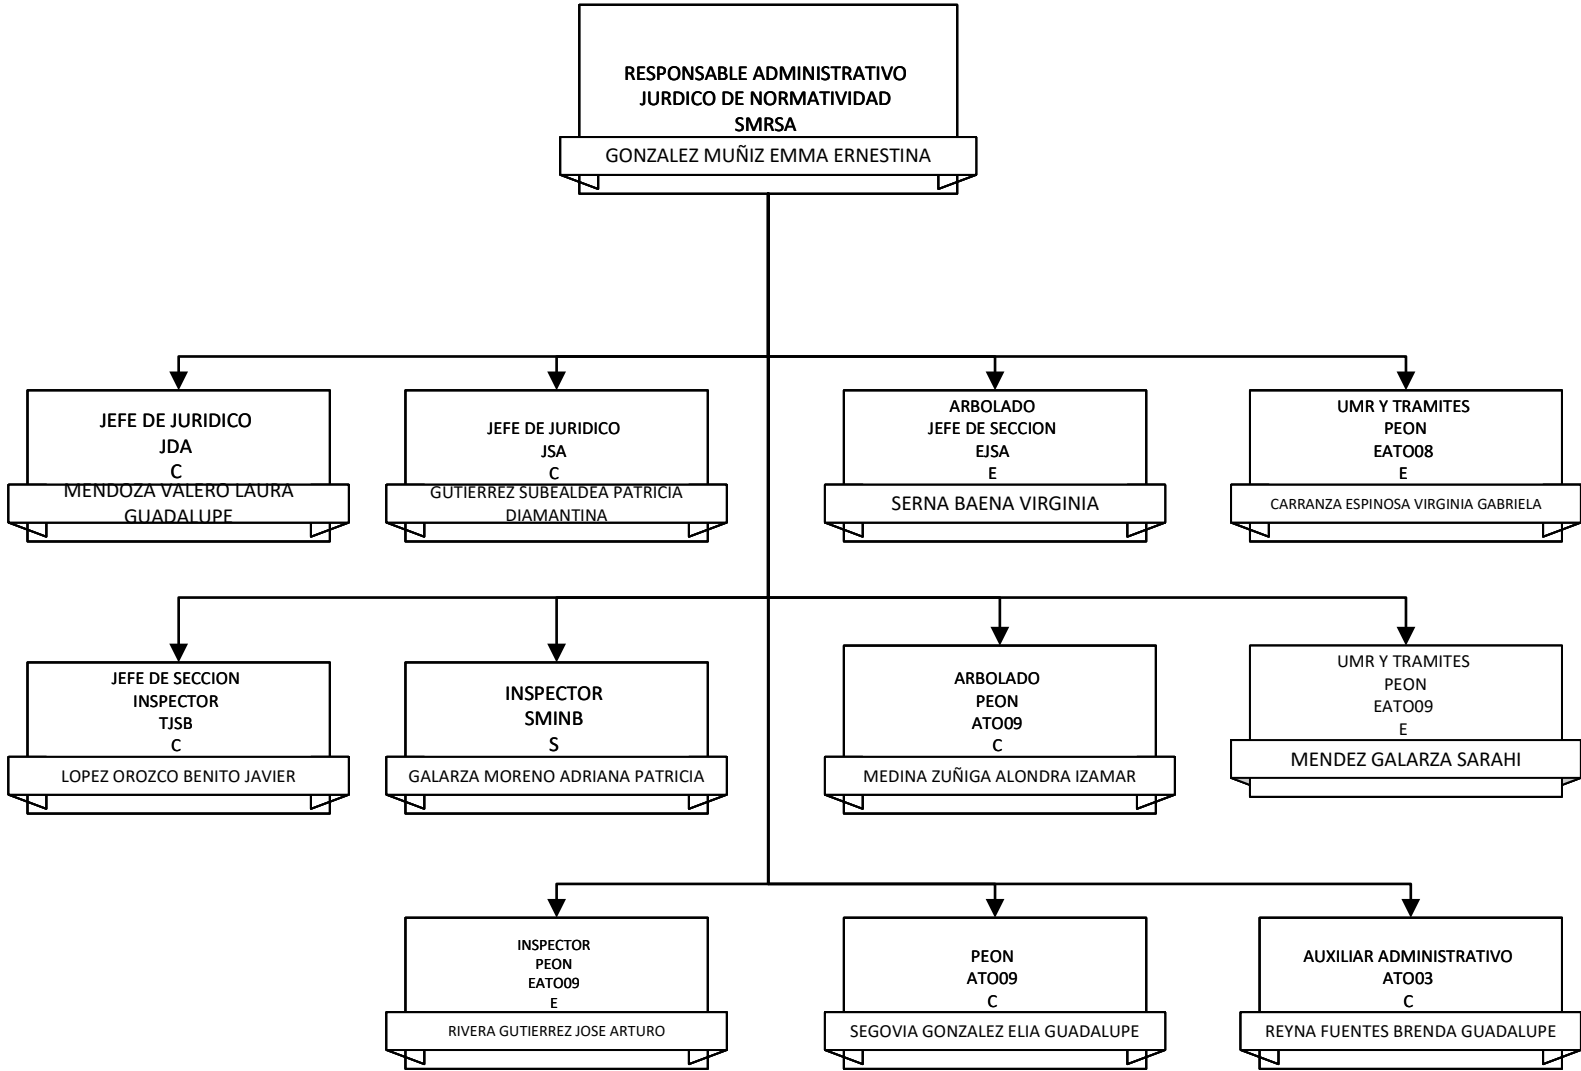 RESPONSABLE ADMINISTRATIVO
JURDICO DE NORMATIVIDAD
SMRSA
GONZALEZ MUÑIZ EMMA ERNESTINA
JEFE DE JURIDICO
JDA
C
MENDOZA VALERO LAURA
GUADALUPE
JEFE DE JURIDICO
JSA
C
GUTIERREZ SUBEALDEA PATRICIA
DIAMANTINA
ARBOLADO
JEFE DE SECCION
EJSA
E
SERNA BAENA VIRGINIA
UMR Y TRAMITES
PEON
EATO08
E
CARRANZA ESPINOSA VIRGINIA GABRIELA
JEFE DE SECCION
INSPECTOR
TJSB
C
LOPEZ OROZCO BENITO JAVIER
INSPECTOR
SMINB
S
GALARZA MORENO ADRIANA PATRICIA
ARBOLADO
PEON
ATO09
C
MEDINA ZUÑIGA ALONDRA IZAMAR
UMR Y TRAMITES
PEON
EATO09
E
MENDEZ GALARZA SARAHI
INSPECTOR
PEON
EATO09
E
RIVERA GUTIERREZ JOSE ARTURO
PEON
ATO09
C
SEGOVIA GONZALEZ ELIA GUADALUPE
AUXILIAR ADMINISTRATIVO
ATO03
C
REYNA FUENTES BRENDA GUADALUPE